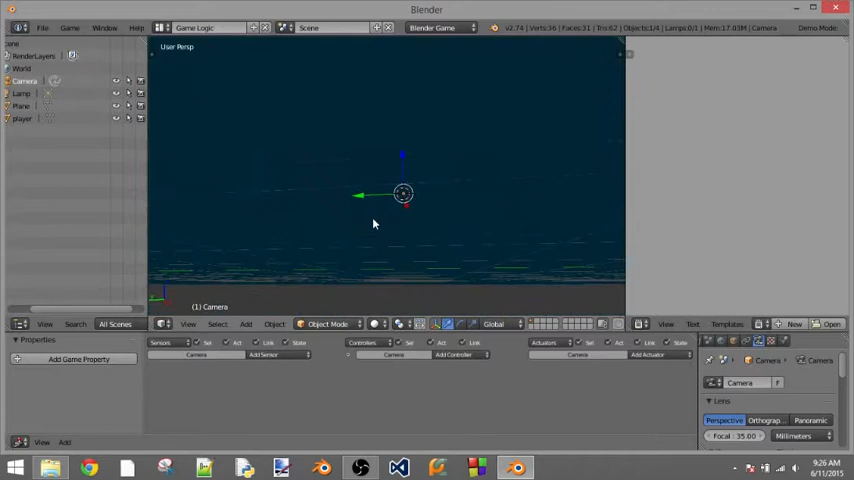 Blender
File Game Window Help Game Logic Scene Blender Game v2.74 | Verts:36 | Faces:31 | Tris:62 | Objects:1/4 | Lamps:0/1 | Mem:17.03M | Camera Demo Mode:
cene
RenderLayers
World
Camera
Lamp
Plane
player
User Persp
(1) Camera
View Search All Scenes
View Select Add Object Object Mode Global
View Text Templates New Open
Properties
Add Game Property
Sensors Sel Act Link State
Camera Add Sensor
Controllers Sel Act Link
Camera Add Controller
Actuators Sel Act Link State
Camera Add Actuator
Camera Camera
Camera F
Lens
Perspective Orthograp.. Panoramic
Focal: 35.00 Millimeters
View Add
9:26 AM
6/11/2015